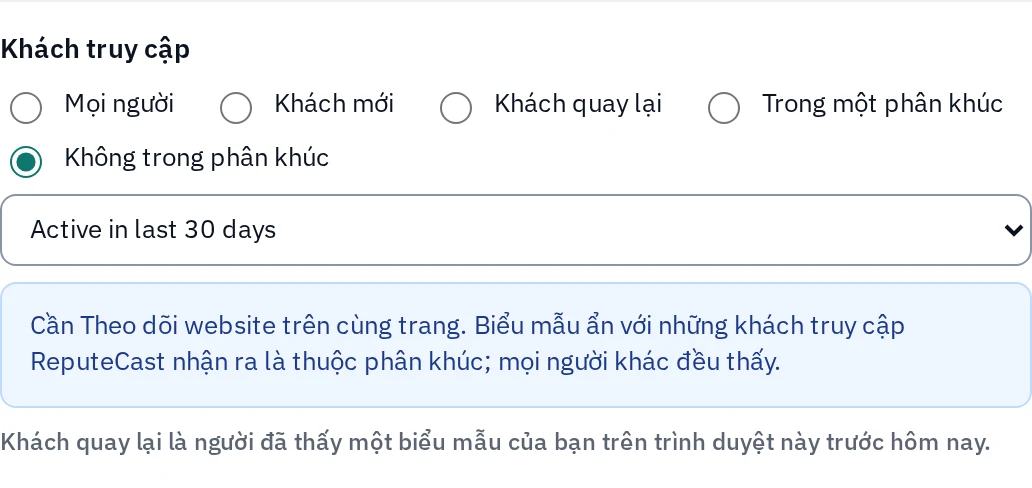 Khách truy cập
Mọi người Khách mới Khách quay lại Trong một phân khúc
Không trong phân khúc
Active in last 30 days
Cần Theo dõi website trên cùng trang. Biểu mẫu ẩn với những khách truy cập
ReputeCast nhận ra là thuộc phân khúc; mọi người khác đều thấy.
Khách quay lại là người đã thấy một biểu mẫu của bạn trên trình duyệt này trước hôm nay.